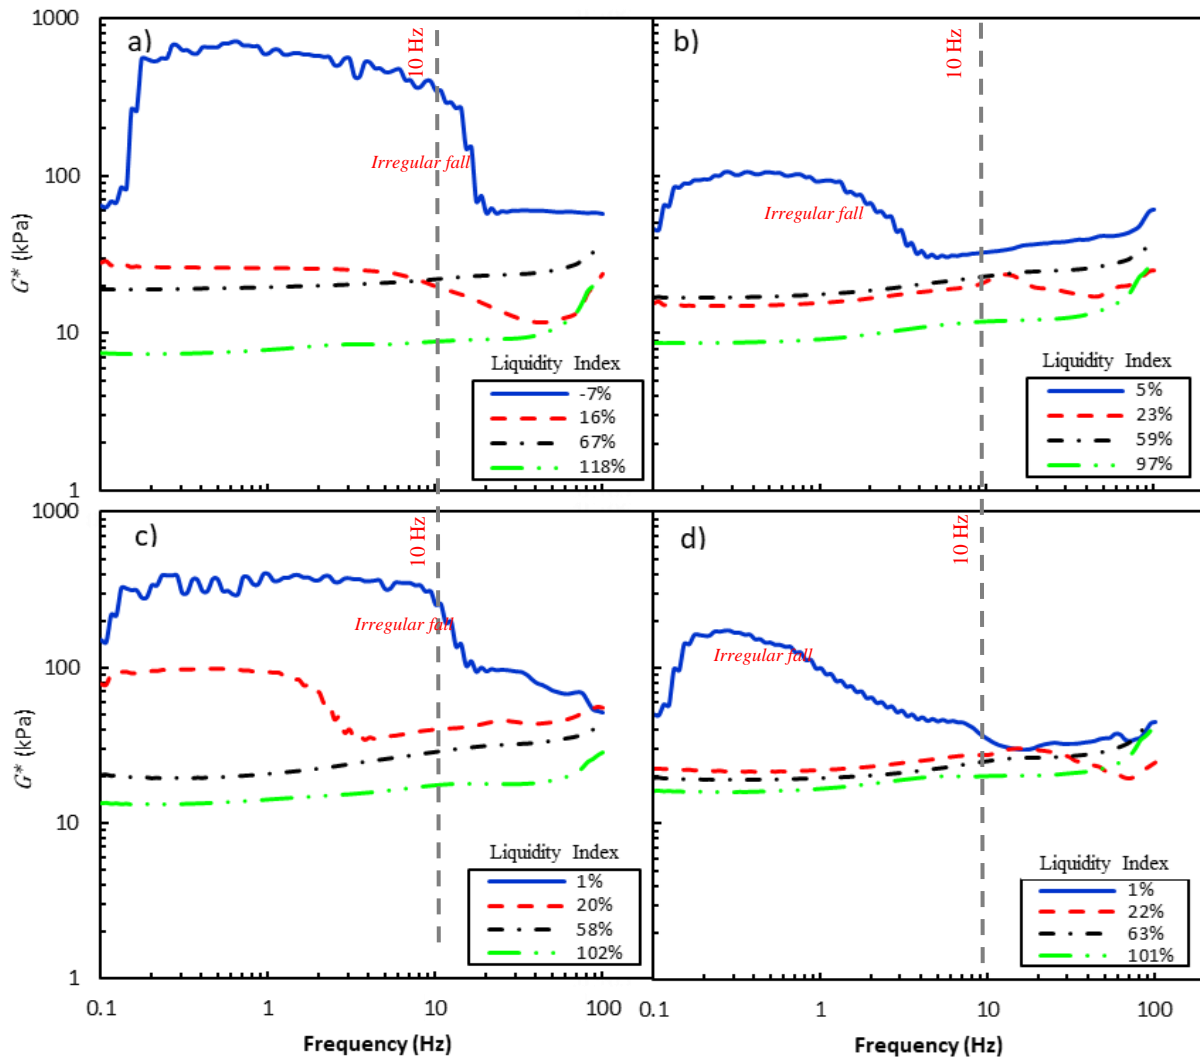 1000
100
10
1
G* (kPa)
a)
10 Hz
Irregular fall
Liquidity Index
-7%
16%
67%
118%
b)
10 Hz
Irregular fall
Liquidity Index
5%
23%
59%
97%
1000
100
10
1
G* (kPa)
c)
10 Hz
Irregular fall
Liquidity Index
1%
20%
58%
102%
0.1 1 10 100
Frequency (Hz)
d)
10 Hz
Irregular fall
Liquidity Index
1%
22%
63%
101%
0.1 1 10 100
Frequency (Hz)